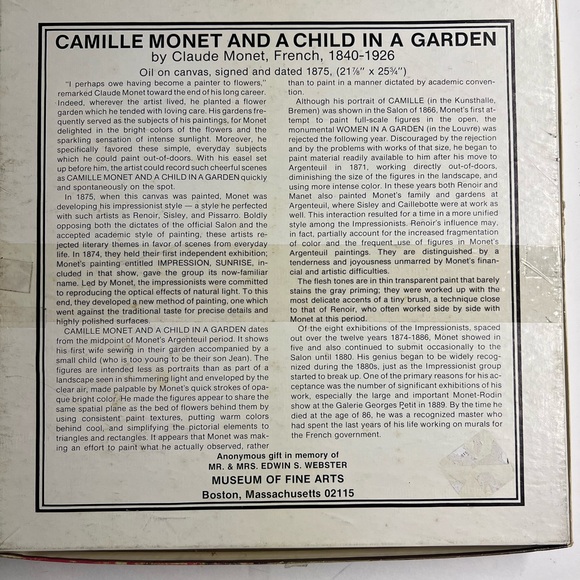 CAMILLE MONET AND A CHILD IN A GARDEN
by Claude Monet, French, 1840-1926
Oil on canvas, signed and dated 1875, (21⅞" x 25¾")
"I perhaps owe having become a painter to flowers,"
remarked Claude Monet toward the end of his long career.
Indeed, wherever the artist lived, he planted a flower
garden which he tended with loving care. His gardens fre-
quently served as the subjects of his paintings, for Monet
delighted in the bright colors of the flowers and the
sparkling sensation of intense sunlight. Moreover, he
specifically favored these simple, everyday subjects
which he could paint out-of-doors. With his easel set
up before him, the artist could record such cheerful scenes
as CAMILLE MONET AND A CHILD IN A GARDEN quickly
and spontaneously on the spot.
In 1875, when this canvas was painted, Monet was
developing his impressionist style — a style he perfected
with such artists as Renoir, Sisley, and Pissarro. Boldly
opposing both the dictates of the official Salon and the
accepted academic style of painting, these artists re-
jected literary themes in favor of scenes from everyday
life. In 1874, they held their first independent exhibition;
Monet's painting entitled IMPRESSION, SUNRISE, in-
cluded in that show, gave the group its now-familiar
name. Led by Monet, the impressionists were committed
to reproducing the optical effects of natural light. To this
end, they developed a new method of painting, one which
went against the traditional taste for precise details and
highly polished surfaces.
CAMILLE MONET AND A CHILD IN A GARDEN dates
from the midpoint of Monet's Argenteuil period. It shows
his first wife sewing in their garden accompanied by a
small child (who is too young to be their son Jean). The
figures are intended less as portraits than as part of a
landscape seen in shimmering light and enveloped by the
clear air, made palpable by Monet's quick strokes of opa-
que bright color. He made the figures appear to share the
same spatial plane as the bed of flowers behind them by
using consistent paint textures, putting warm colors
behind cool, and simplifying the pictorial elements to
triangles and rectangles. It appears that Monet was mak-
ing an effort to paint what he actually observed, rather
than to paint in a manner dictated by academic conven-
tion.
Although his portrait of CAMILLE (in the Kunsthalle,
Bremen) was shown in the Salon of 1866, Monet's first at-
tempt to paint full-scale figures in the open, the
monumental WOMEN IN A GARDEN (in the Louvre) was
rejected the following year. Discouraged by the rejection
and by the problems with works of that size, he began to
paint material readily available to him after his move to
Argenteuil in 1871, working directly out-of-doors,
diminishing the size of the figures in the landscape, and
using more intense color. In these years both Renoir and
Manet also painted Monet's family and gardens at
Argenteuil, where Sisley and Caillebotte were at work as
well. This interaction resulted for a time in a more unified
style among the Impressionists. Renoir's influence may,
in fact, partially account for the increased fragmentation
of color and the frequent use of figures in Monet's
Argenteuil paintings. They are distinguished by a
tenderness and joyousness unmarred by Monet's finan-
cial and artistic difficulties.
The flesh tones are in thin transparent paint that barely
stains the gray priming; they were worked up with the
most delicate accents of a tiny brush, a technique close
to that of Renoir, who often worked side by side with
Monet at this period.
Of the eight exhibitions of the Impressionists, spaced
out over the twelve years 1874-1886, Monet showed in
five and also continued to submit occasionally to the
Salon until 1880. His genius began to be widely recog-
nized during the 1880s, just as the Impressionist group
started to break up. One of the primary reasons for his ac-
ceptance was the number of significant exhibitions of his
work, especially the large and important Monet-Rodin
show at the Galerie Georges Petit in 1889. By the time he
died at the age of 86, he was a recognized master who
had spent the last years of his life working on murals for
the French government.
Anonymous gift in memory of
MR. & MRS. EDWIN S. WEBSTER
MUSEUM OF FINE ARTS
Boston, Massachusetts 02115